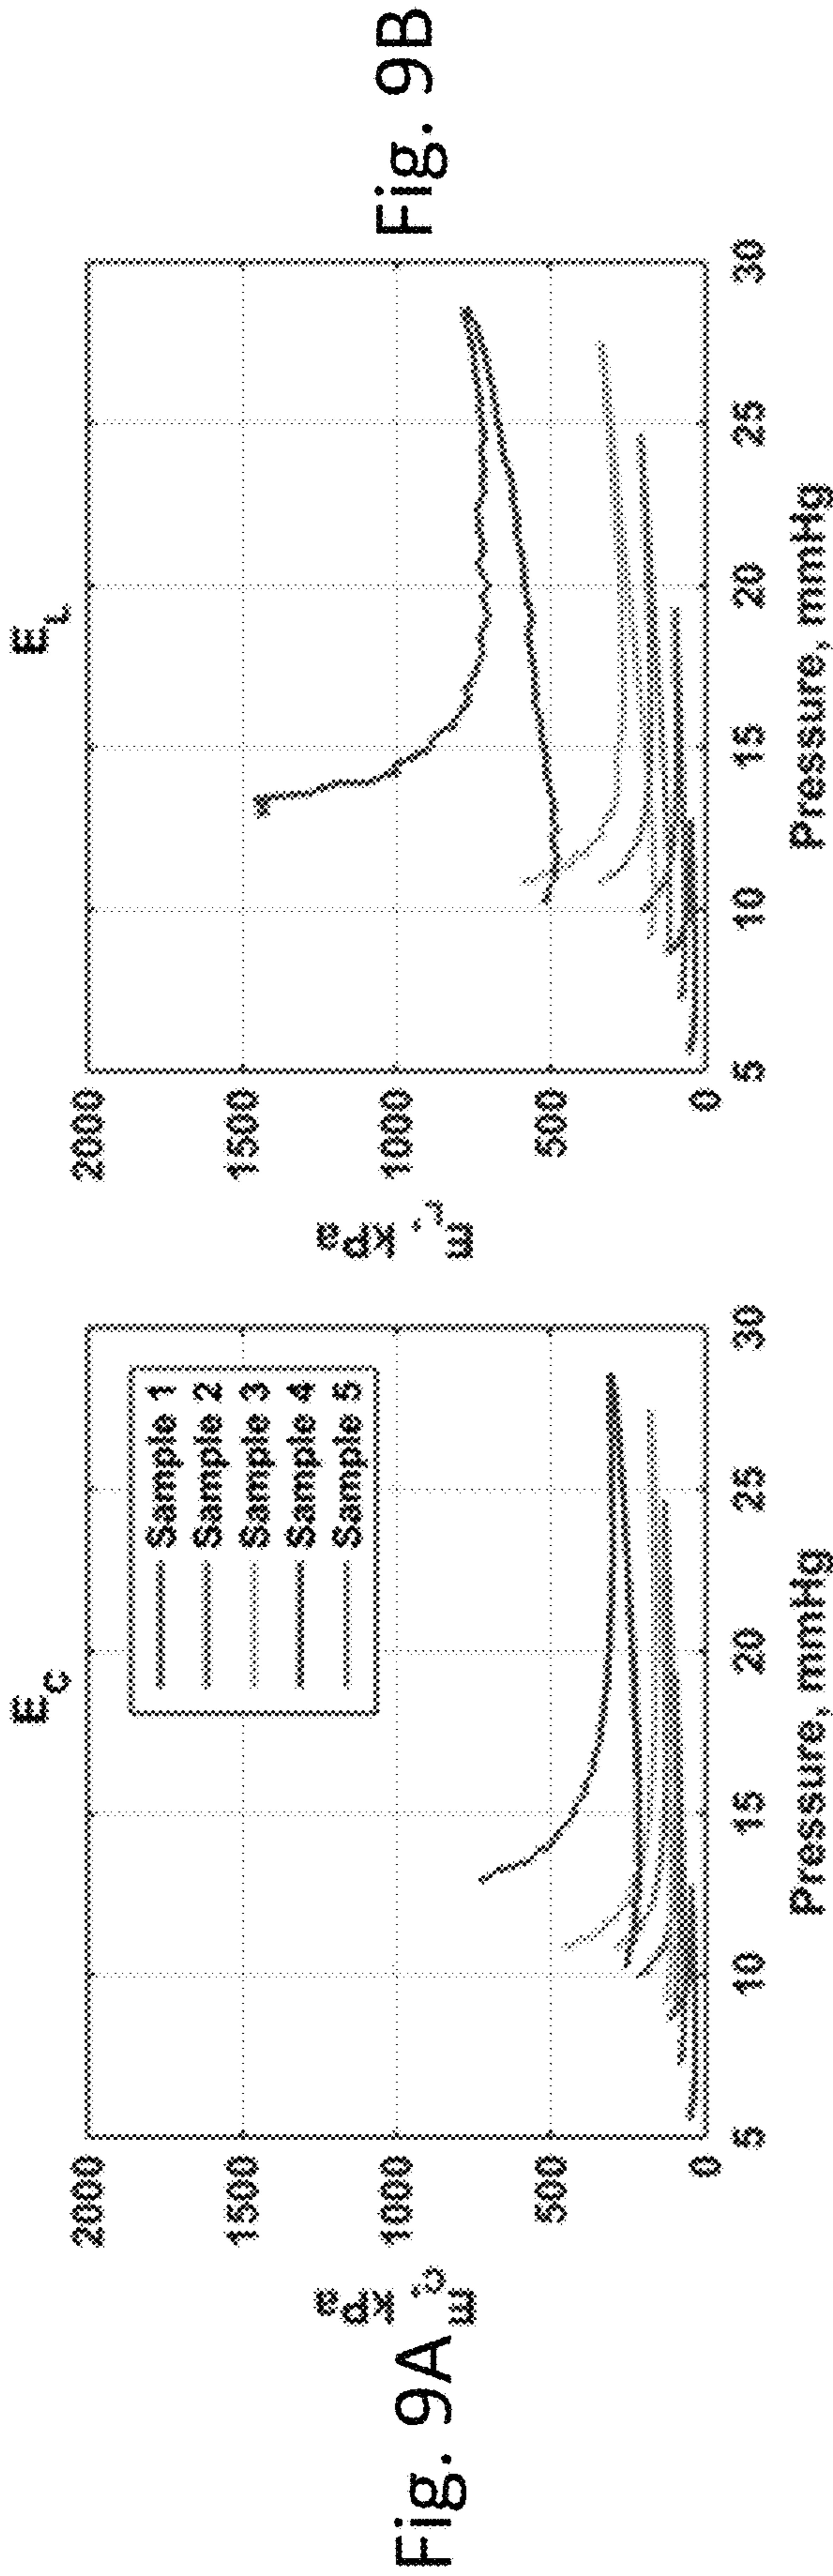 Fig. 9A
E_C
E_C, kPa
2000
1500
1000
500
0
Sample 1
Sample 2
Sample 3
Sample 4
Sample 5
5 10 15 20 25 30
Pressure, mmHg
E_L
E_L, kPa
2000
1500
1000
500
0
5 10 15 20 25 30
Pressure, mmHg
Fig. 9B